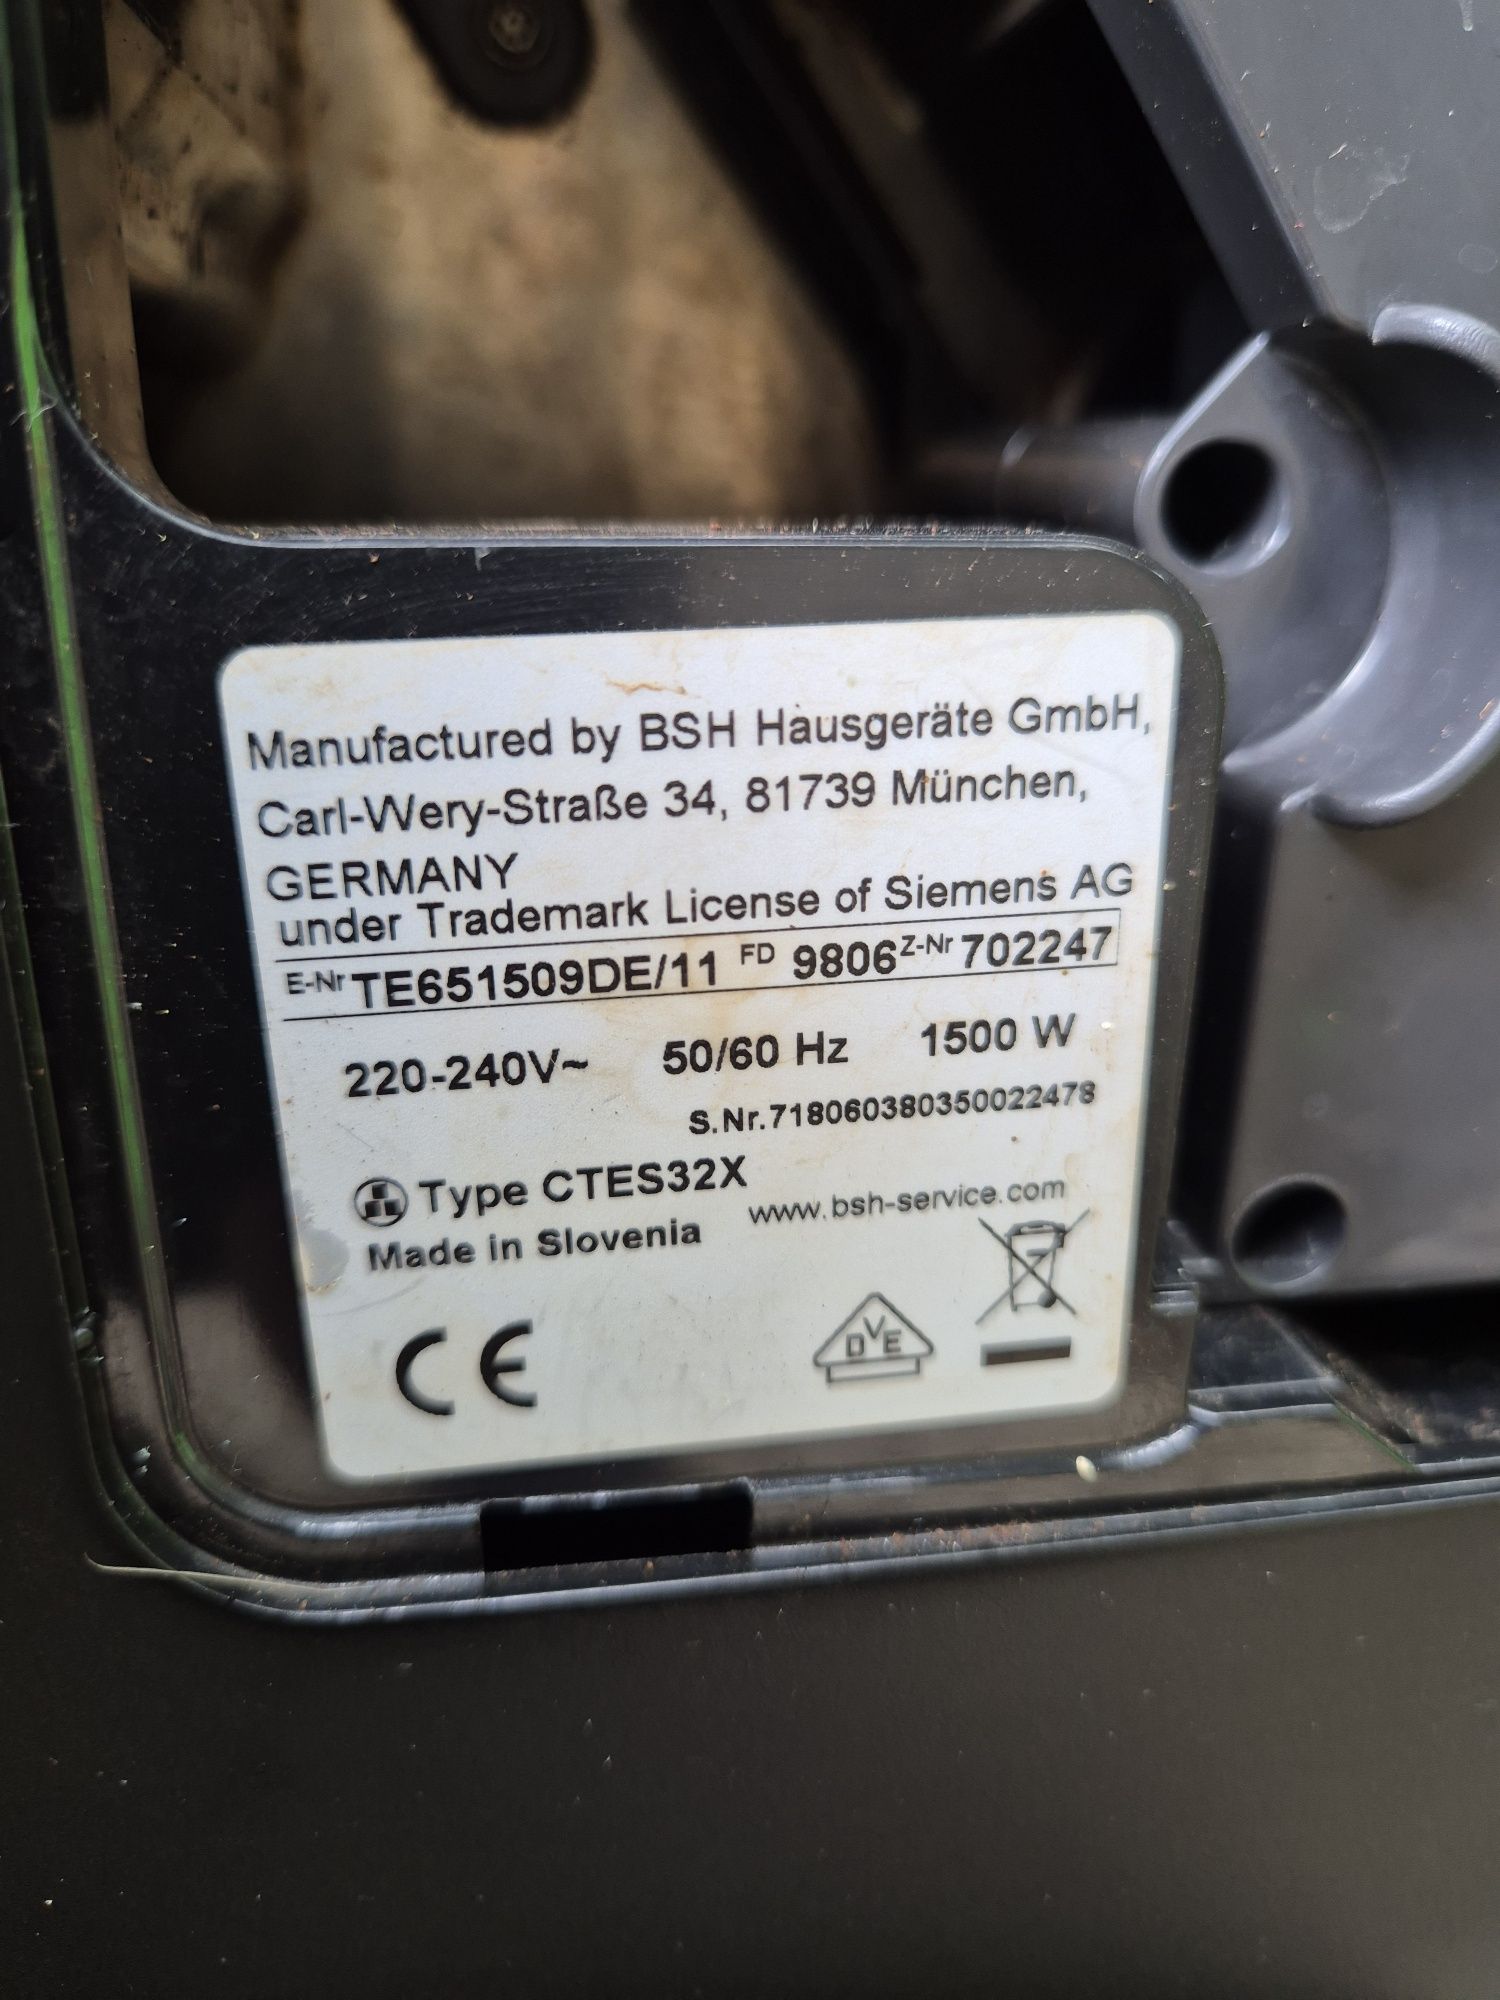 Manufactured by BSH Hausgeräte GmbH,
Carl-Wery-Straße 34, 81739 München,
GERMANY
under Trademark License of Siemens AG
E-Nr TE651509DE/11 FD 9806 Z-Nr 702247
220-240V~ 50/60 Hz 1500 W
S.Nr.718060380350022478
Type CTES32X
www.bsh-service.com
Made in Slovenia
CE
DVE